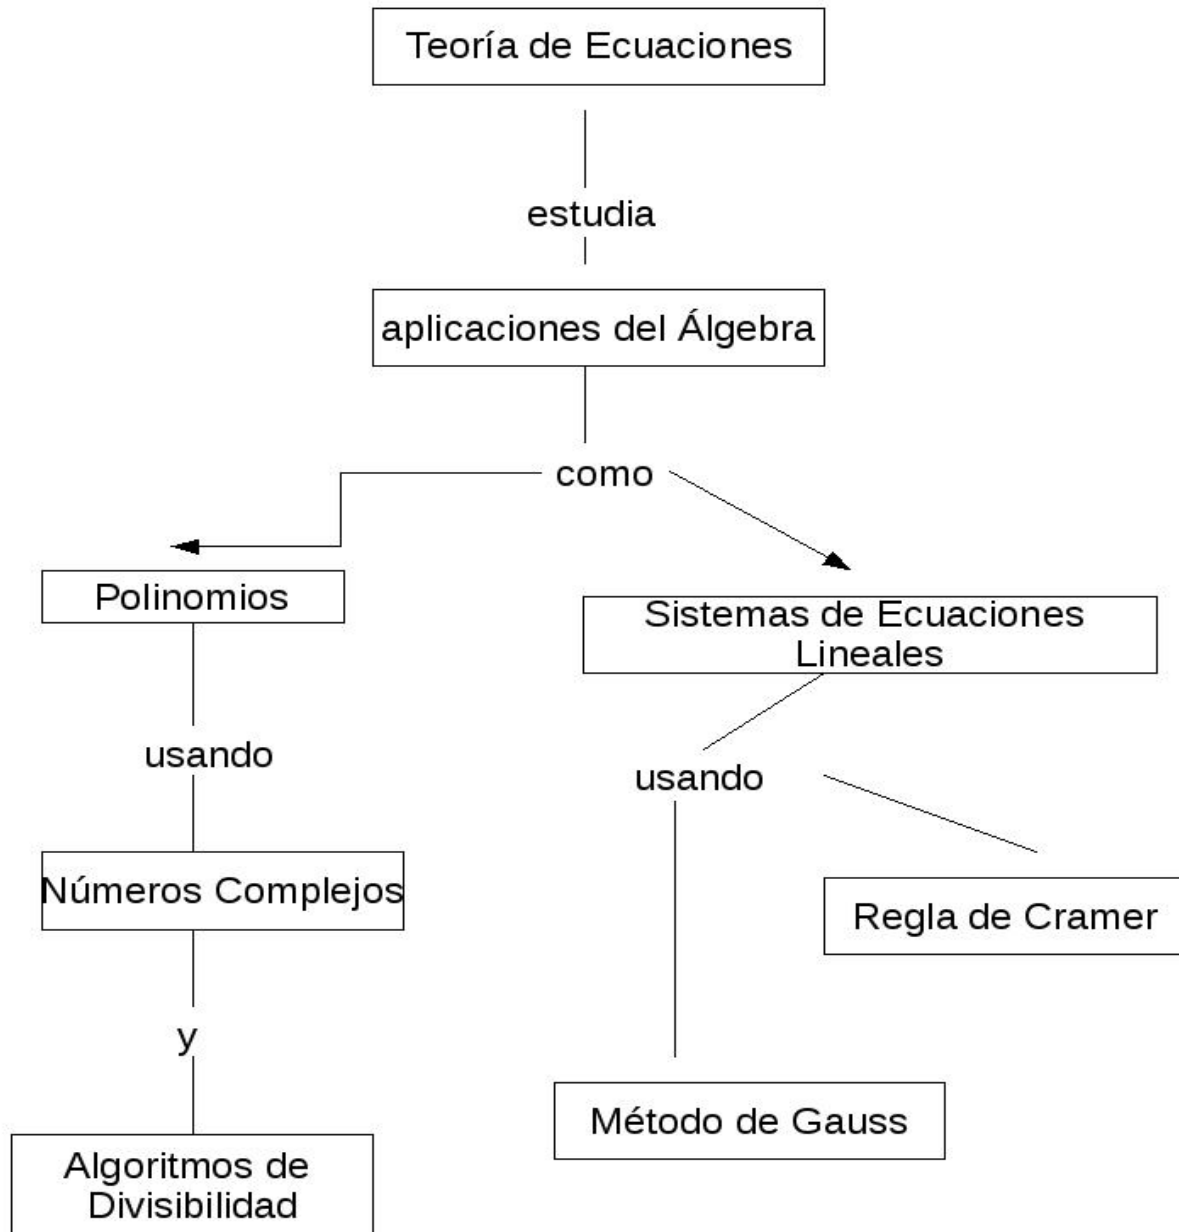 Teoría de Ecuaciones
estudia
aplicaciones del Álgebra
como
Polinomios
Sistemas de Ecuaciones
Lineales
usando
usando
Números Complejos
Regla de Cramer
y
Método de Gauss
Algoritmos de
Divisibilidad